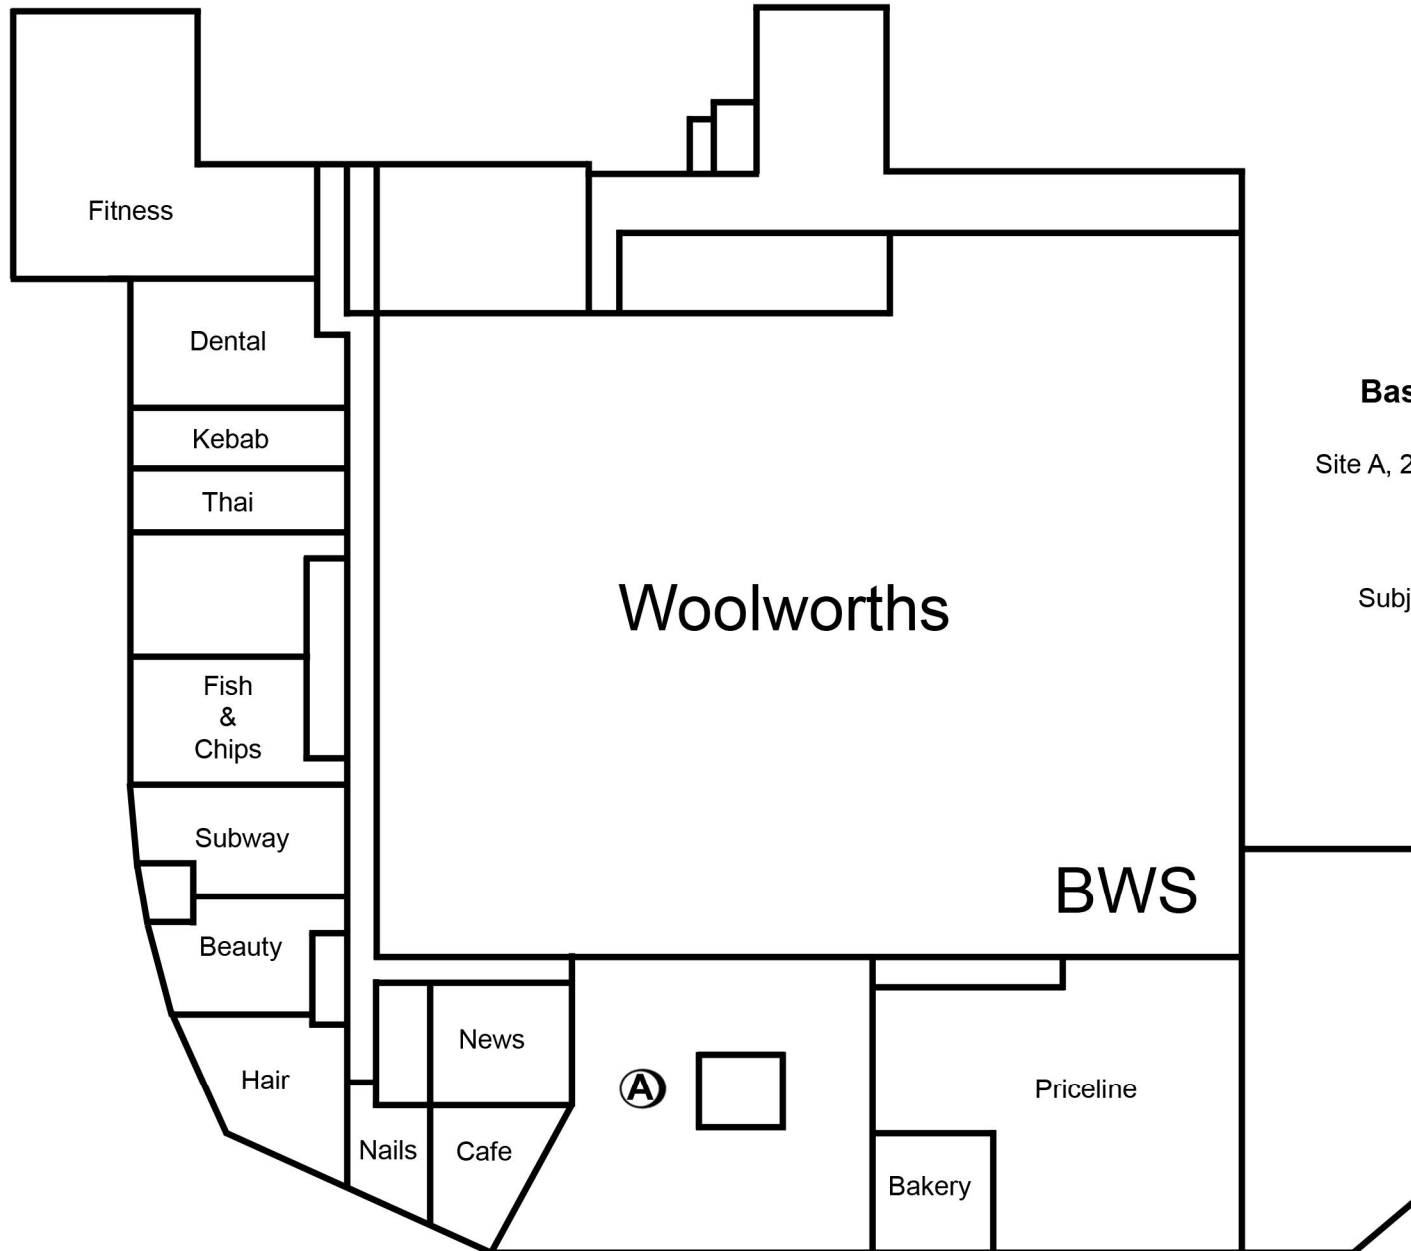 Fitness
Dental
Kebab
Thai
Fish
&
Chips
Subway
Beauty
Hair
Nails
Cafe
News
Woolworths
BWS
A
Priceline
Bakery
Bas
Site A, 2
Subj